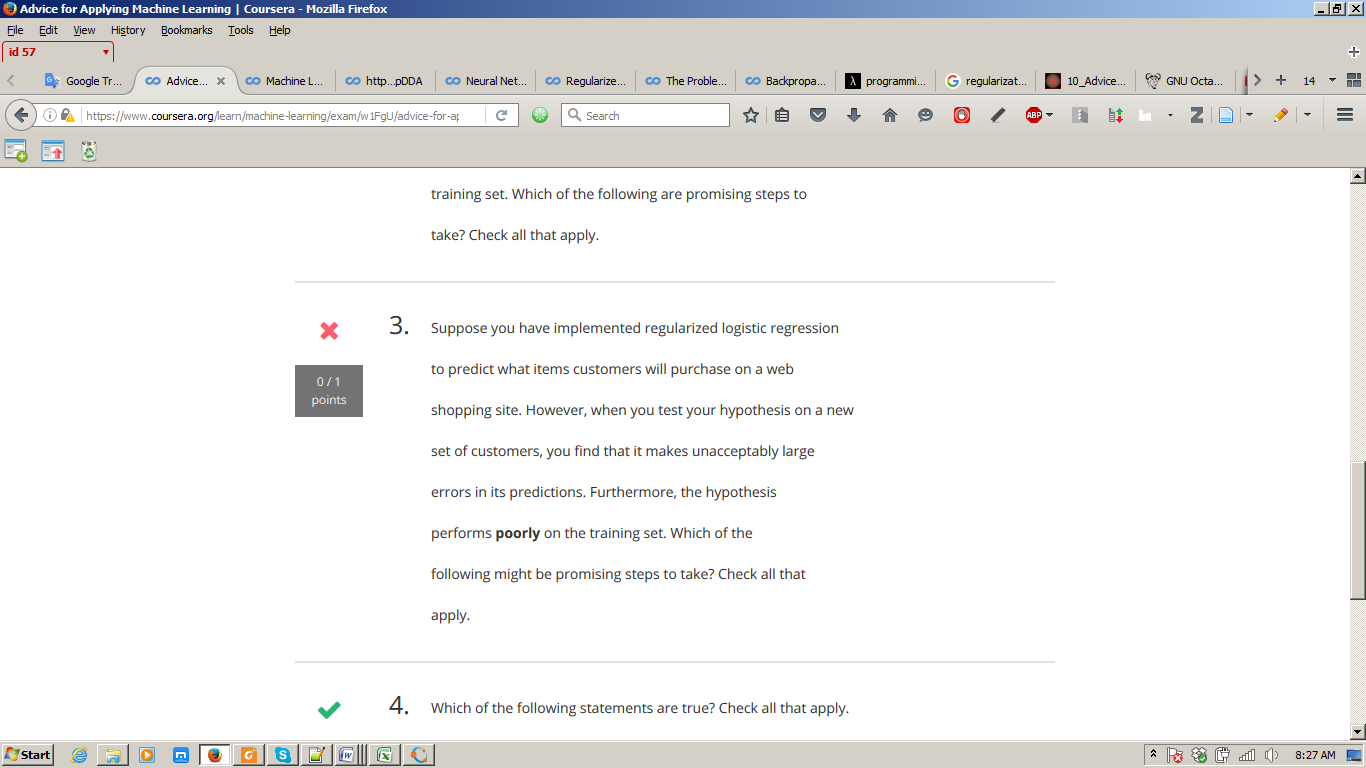 Advice for Applying Machine Learning | Coursera - Mozilla Firefox
File Edit View History Bookmarks Tools Help
id 57
Google Tr... Advice... Machine L... http...pDDA Neural Net... Regularize... The Proble... Backpropa... programmi... regularizat... 10_Advice... GNU Octa... 14
https://www.coursera.org/learn/machine-learning/exam/w1FgU/advice-for-ap Search ABP
training set. Which of the following are promising steps to
take? Check all that apply.
3. Suppose you have implemented regularized logistic regression
to predict what items customers will purchase on a web
0 / 1
points
shopping site. However, when you test your hypothesis on a new
set of customers, you find that it makes unacceptably large
errors in its predictions. Furthermore, the hypothesis
performs poorly on the training set. Which of the
following might be promising steps to take? Check all that
apply.
4. Which of the following statements are true? Check all that apply.
Start 8:27 AM